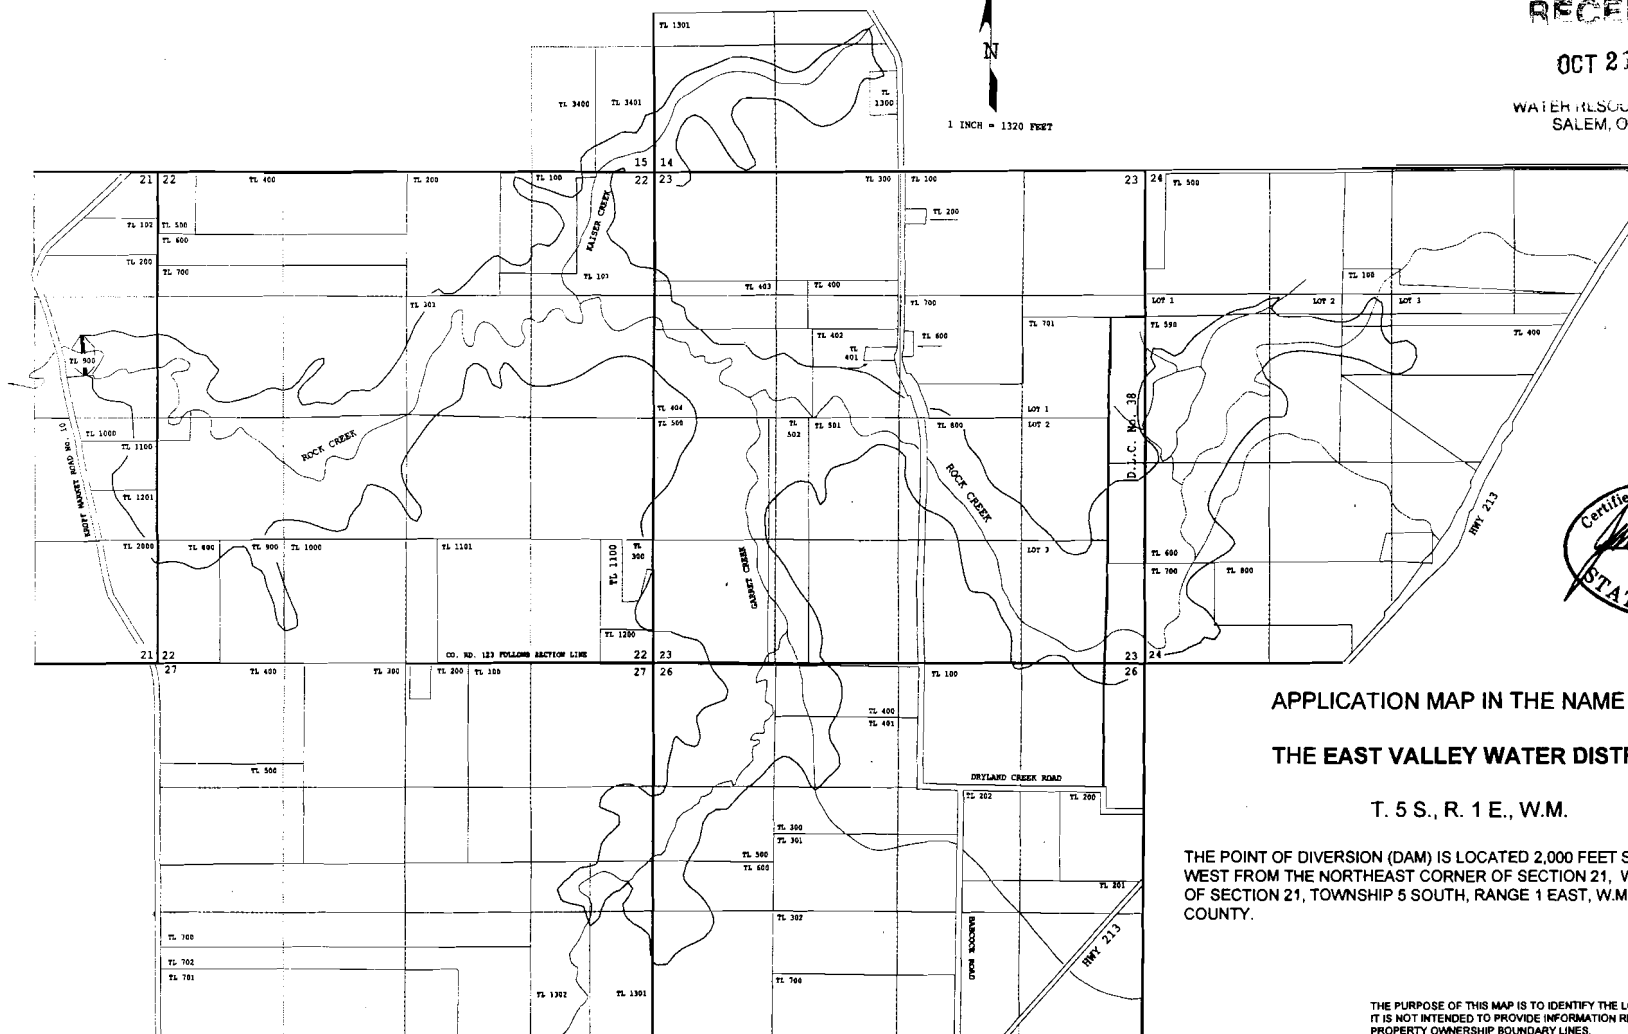 TL 1301
N
1 INCH = 1320 FEET
OCT 21
SALEM, O
TL 3400
TL 3401
TL
1300
15
14
21
22
TL 400
TL 200
TL 100
22
23
TL 300
TL 100
23
24
TL 500
KAISER CREEK
TL 200
TL 102
TL 500
TL 600
TL 200
TL 700
TL 103
TL 403
TL 400
TL 100
TL 301
TL 700
LOT 1
LOT 2
LOT 3
TL 701
TL 590
TL 400
TL 402
TL 600
TL
401
TL 900
TL 404
TL 500
TL
502
TL 501
TL 800
LOT 1
LOT 2
D.L.C. No. 38
TL 1000
TL 1100
ROCK CREEK
ROCK CREEK
TL 1201
MARKET ROAD NO. 10
HWY 213
TL 2000
TL 800
TL 900
TL 1000
TL 1101
TL 1100
TL
300
LOT 3
TL 600
TL 700
TL 800
GARRET CREEK
TL 1200
21
22
CO. RD. 123 FOLLOWS SECTION LINE
22
23
23
24
27
TL 400
TL 300
TL 200
TL 100
27
26
TL 100
26
TL 400
TL 401
TL 500
DRYLAND CREEK ROAD
TL 202
TL 200
TL 300
TL 301
TL 500
TL 600
TL 201
TL 302
BABCOCK ROAD
HWY 213
TL 700
TL 702
TL 701
TL 1302
TL 1301
TL 700
Certifie
STAT
APPLICATION MAP IN THE NAME
THE EAST VALLEY WATER DISTR
T. 5 S., R. 1 E., W.M.
THE POINT OF DIVERSION (DAM) IS LOCATED 2,000 FEET S
WEST FROM THE NORTHEAST CORNER OF SECTION 21, W
OF SECTION 21, TOWNSHIP 5 SOUTH, RANGE 1 EAST, W.M
COUNTY.
THE PURPOSE OF THIS MAP IS TO IDENTIFY THE L
IT IS NOT INTENDED TO PROVIDE INFORMATION RE
PROPERTY OWNERSHIP BOUNDARY LINES.